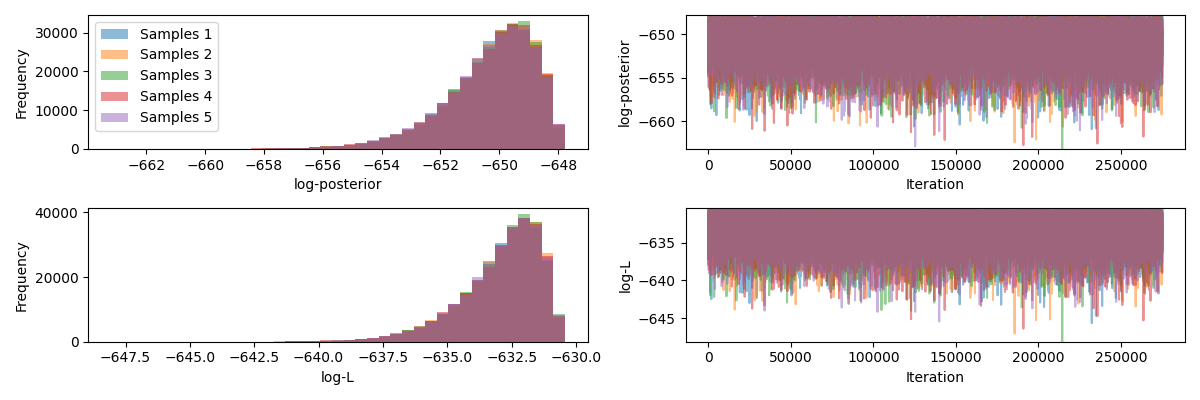 30000
20000
10000
0
Frequency
Samples 1
Samples 2
Samples 3
Samples 4
Samples 5
−662 −660 −658 −656 −654 −652 −650 −648
log-posterior
−650
−655
−660
log-posterior
0 50000 100000 150000 200000 250000
Iteration
40000
20000
0
Frequency
−647.5 −645.0 −642.5 −640.0 −637.5 −635.0 −632.5 −630.0
log-L
−635
−640
−645
log-L
0 50000 100000 150000 200000 250000
Iteration